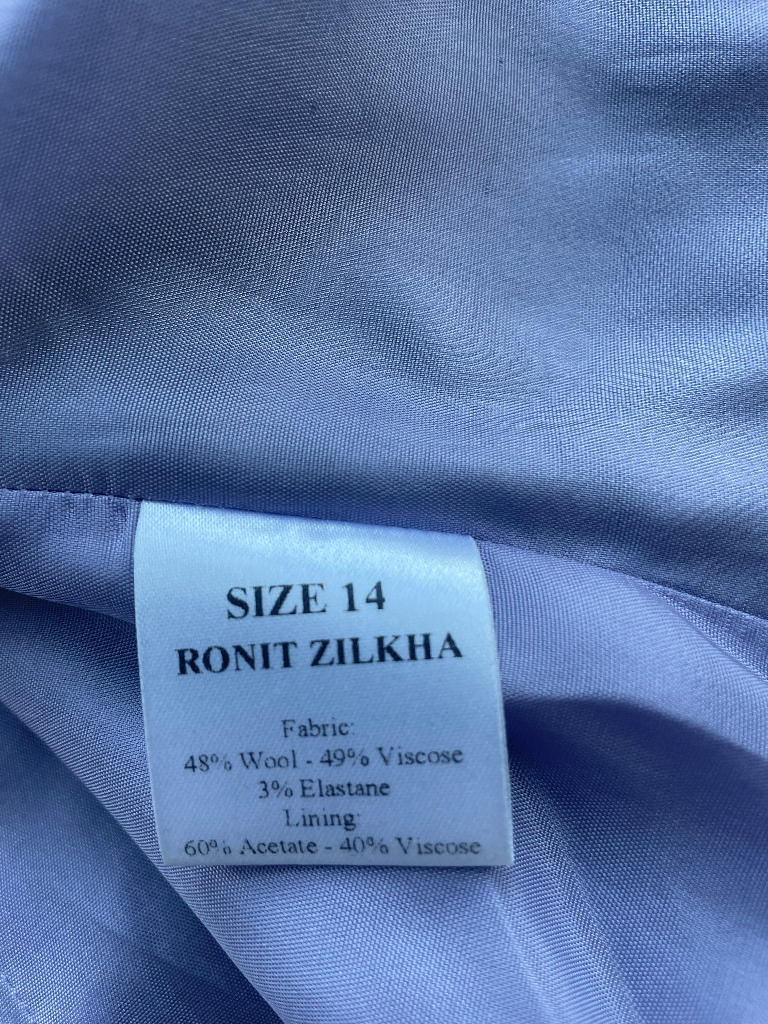 SIZE 14
RONIT ZILKHA
Fabric:
48% Wool - 49% Viscose
3% Elastane
Lining:
60% Acetate - 40% Viscose